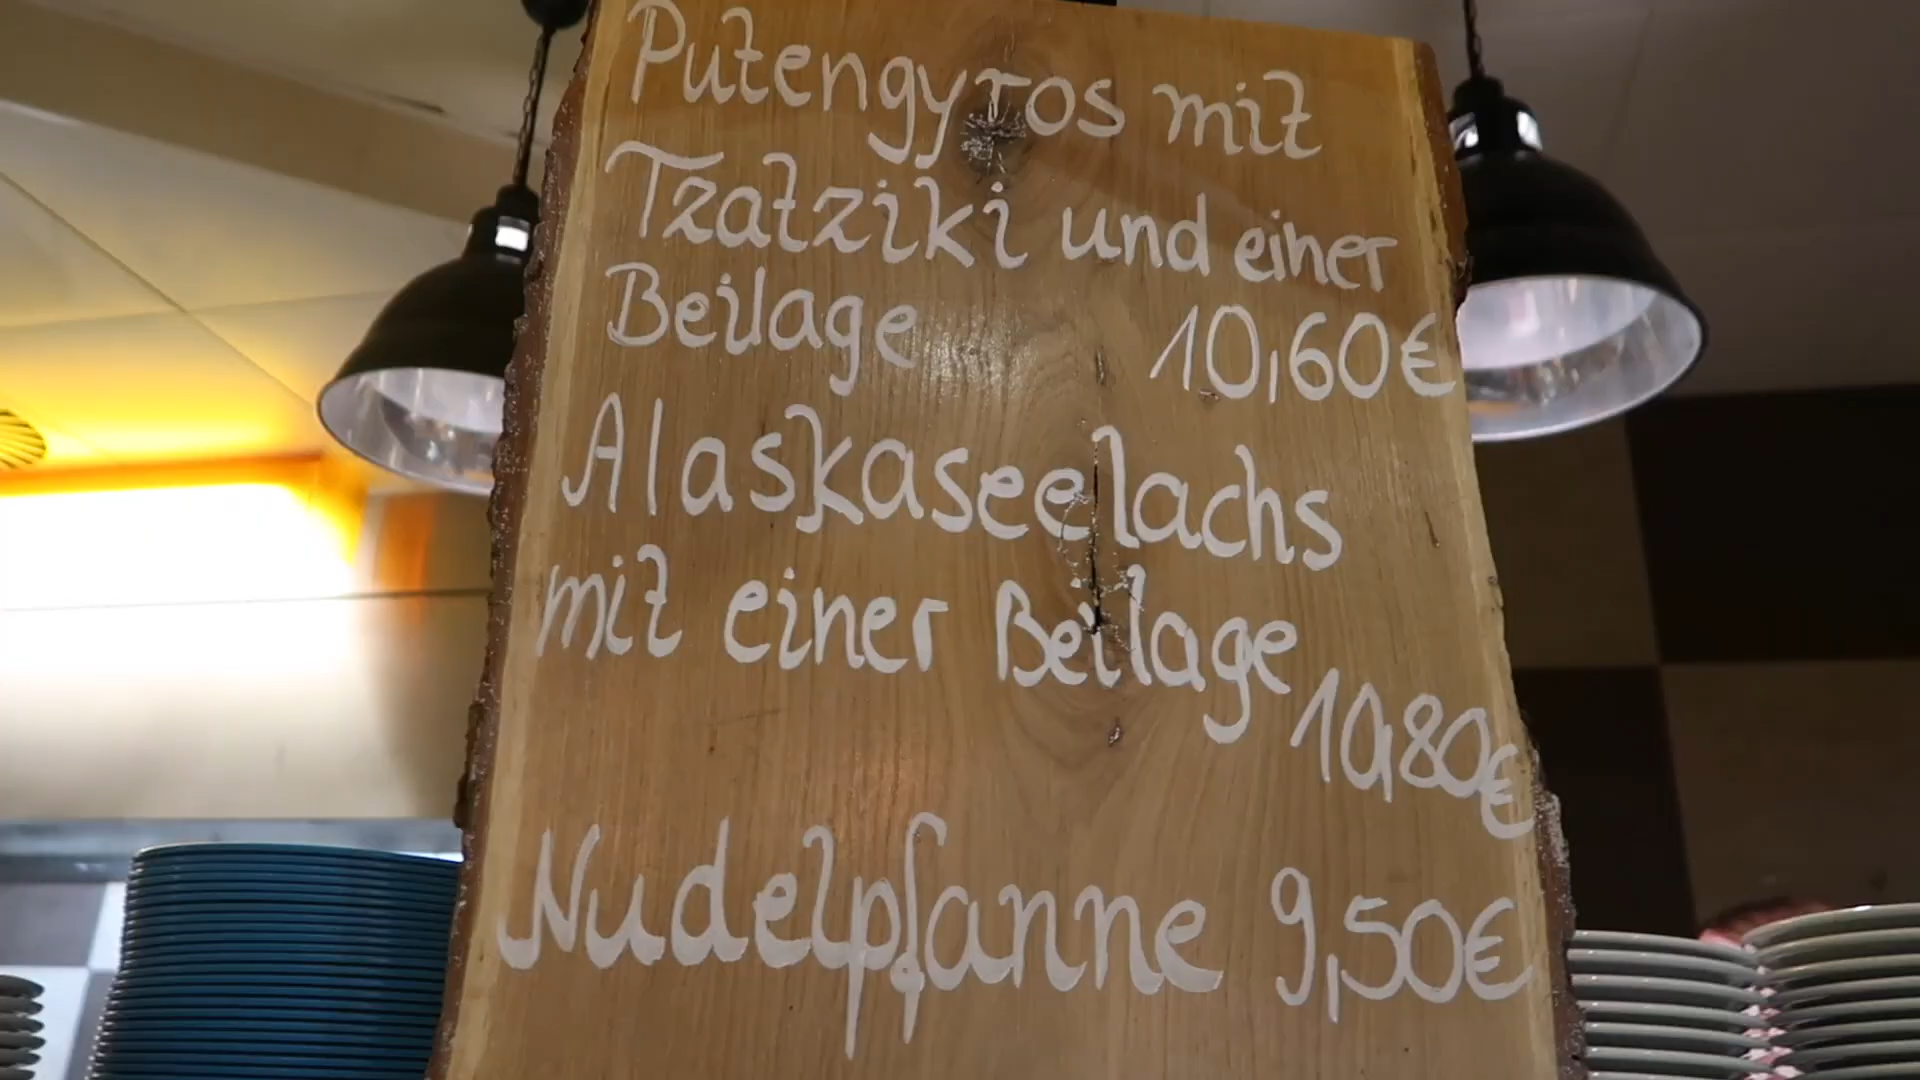 Putengyros mit
Tzatziki und einer
Beilage 10,60€
Alaskaseelachs
mit einer Beilage
10,80€
Nudelpfanne 9,50€